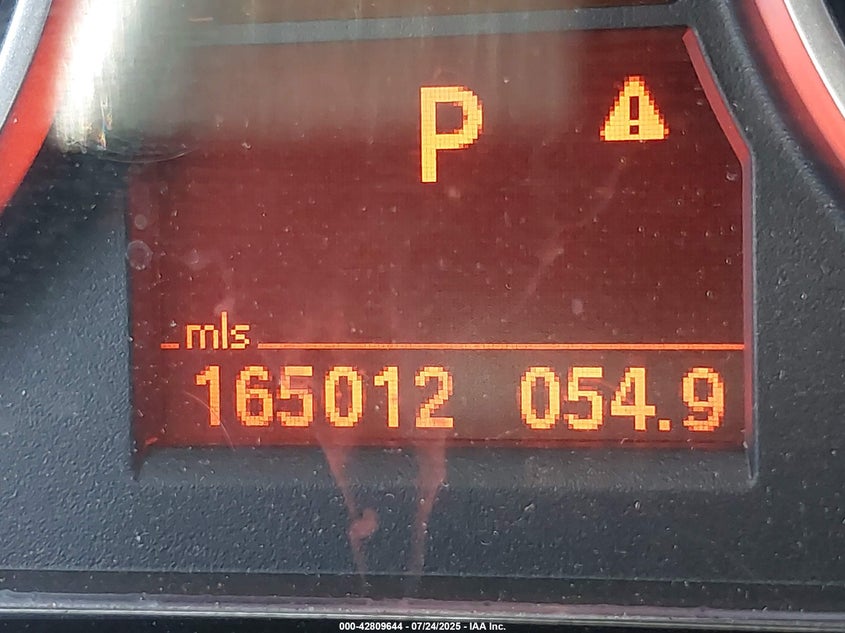 P
mls
165012 054.9
000-42809644 - 07/24/2025 - IAA Inc.